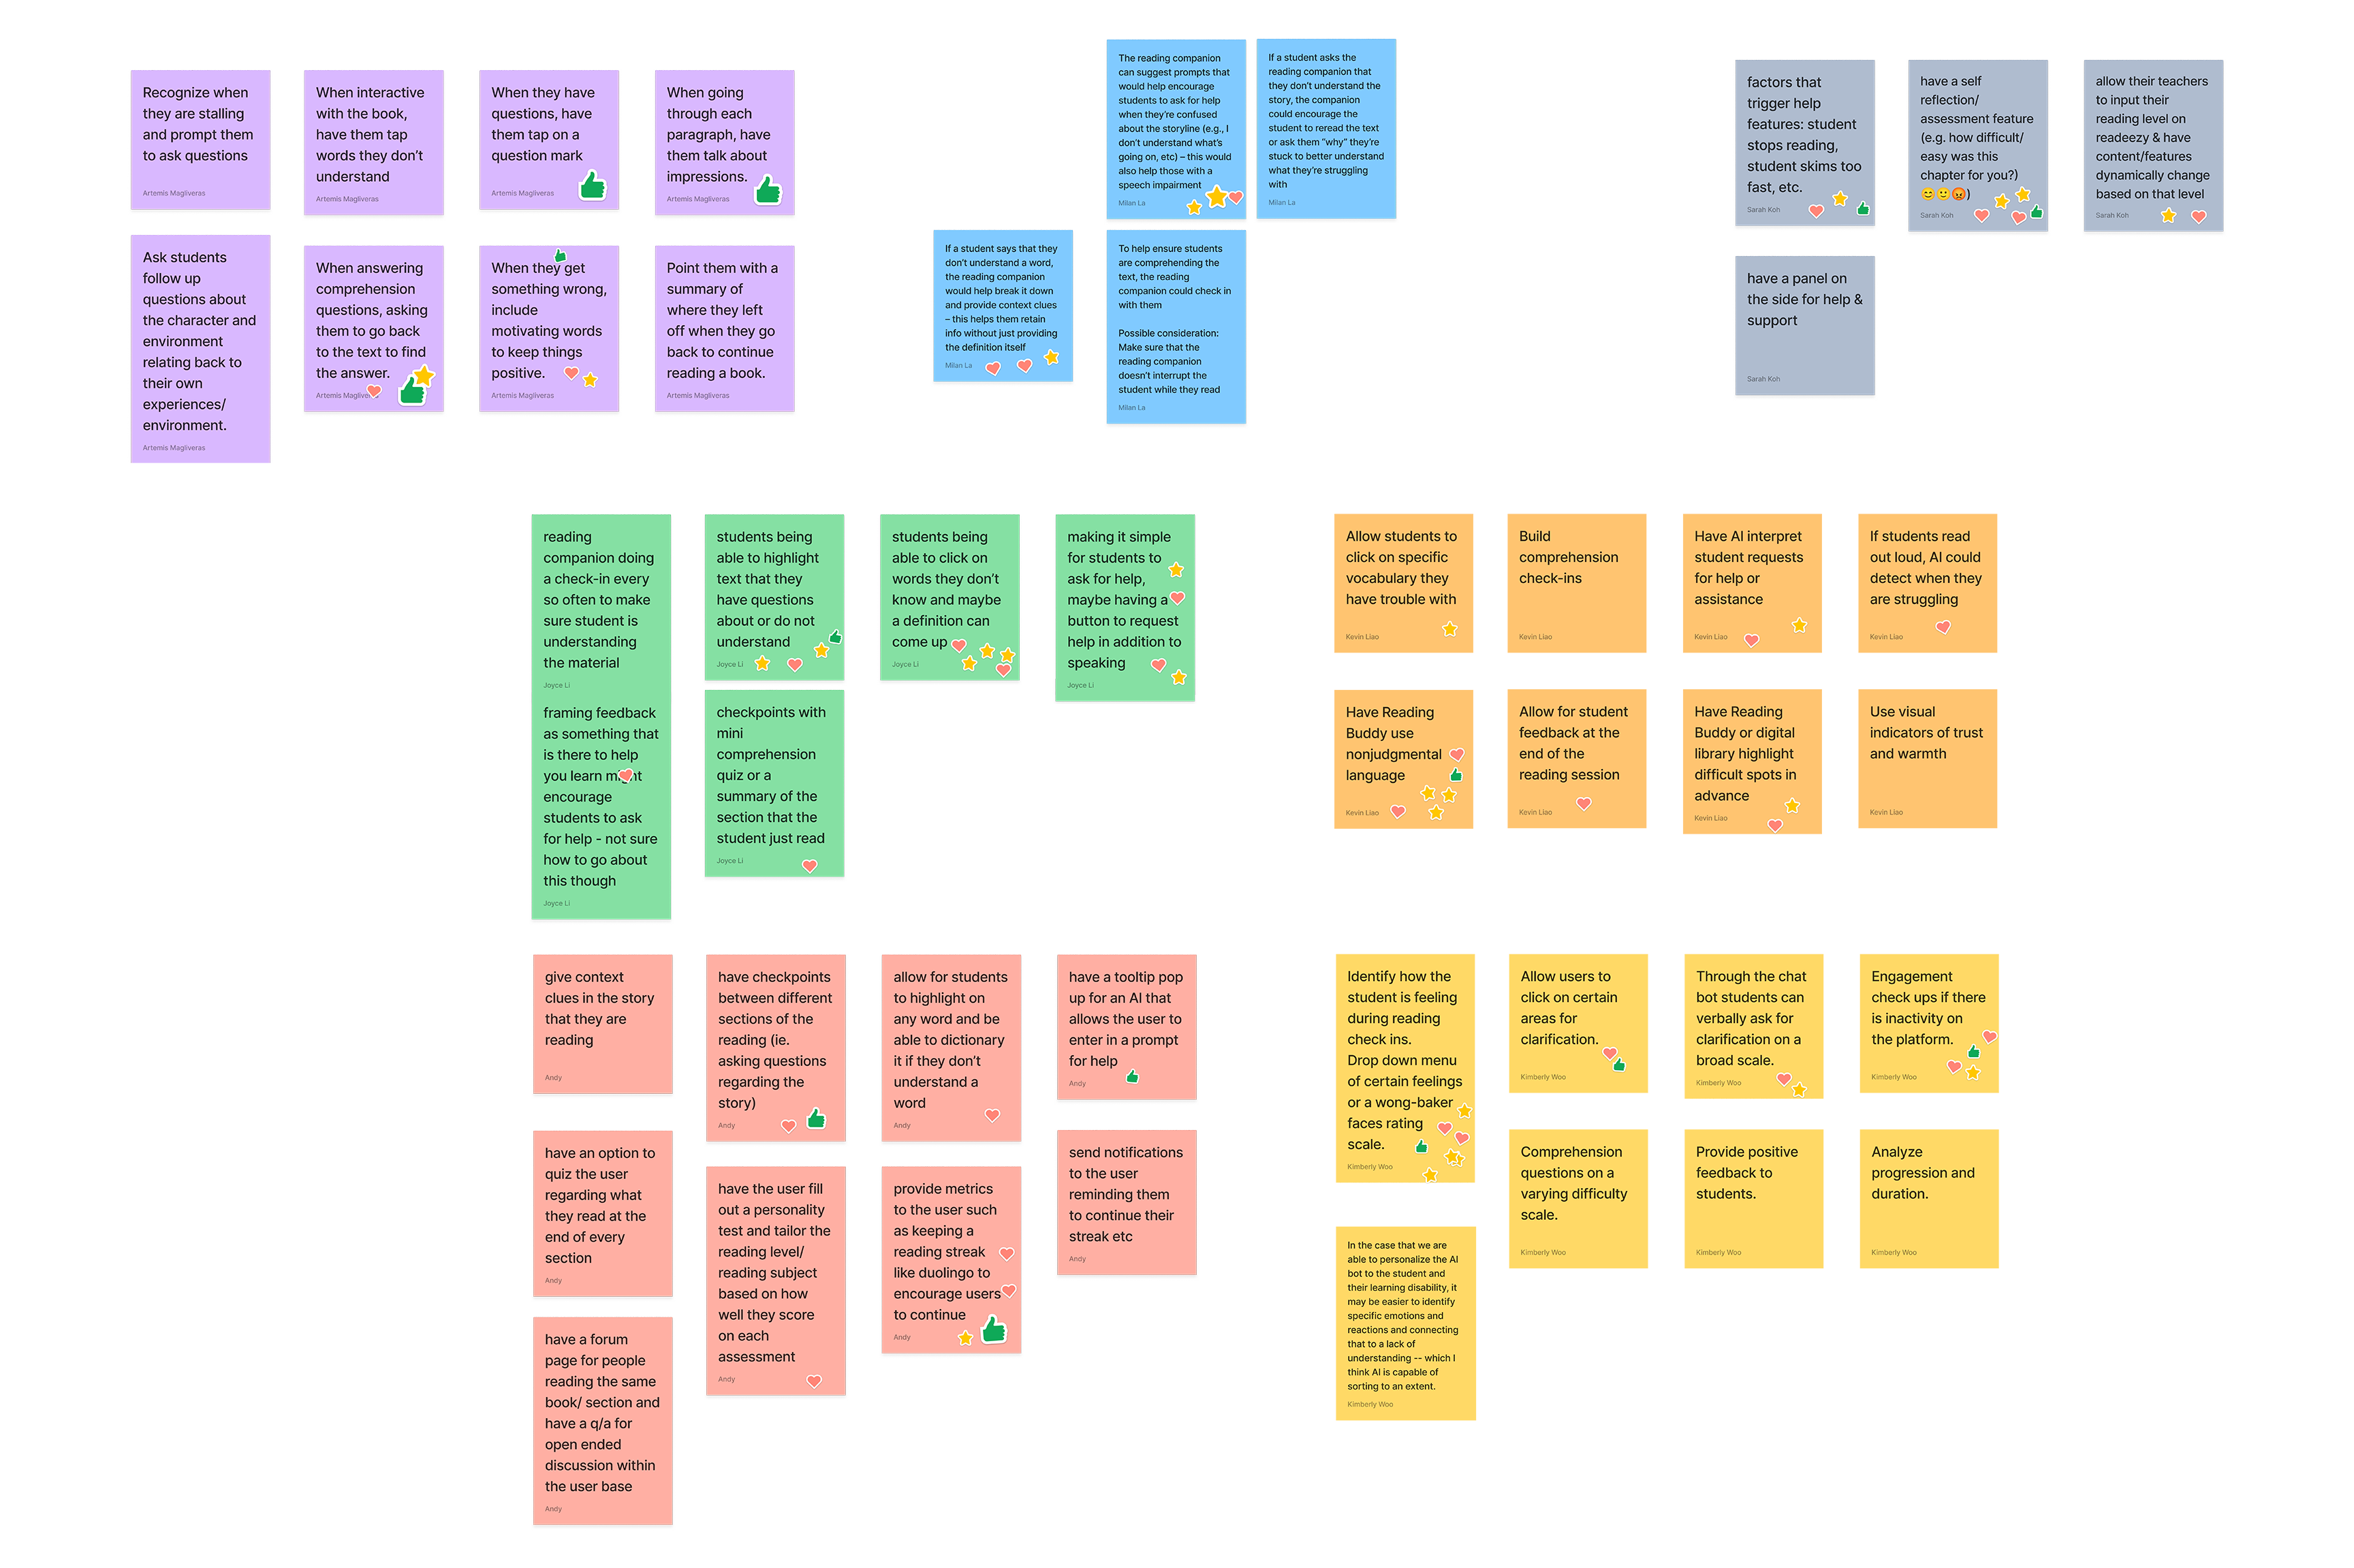 Recognize when
they are stalling
and prompt them
to ask questions
Artemis Magliveras
When interactive
with the book,
have them tap
words they don't
understand
Artemis Magliveras
When they have
questions, have
them tap on a
question mark
Artemis Magliveras
When going
through each
paragraph, have
them talk about
impressions.
Artemis Magliveras
Ask students
follow up
questions about
the character and
environment
relating back to
their own
experiences/
environment.
Artemis Magliveras
When answering
comprehension
questions, asking
them to go back
to the text to find
the answer.
Artemis Magliveras
When they get
something wrong,
include
motivating words
to keep things
positive.
Artemis Magliveras
Point them with a
summary of
where they left
off when they go
back to continue
reading a book.
Artemis Magliveras
The reading companion
can suggest prompts that
would help encourage
students to ask for help
when they're confused
about the storyline (e.g., I
don't understand what's
going on, etc) – this would
also help those with a
speech impairment
Milan La
If a student asks the
reading companion that
they don't understand the
story, the companion
could encourage the
student to reread the text
or ask them "why" they're
stuck to better understand
what they're struggling
with
Milan La
If a student says that they
don't understand a word,
the reading companion
would help break it down
and provide context clues
– this helps them retain
info without just providing
the definition itself
Milan La
To help ensure students
are comprehending the
text, the reading
companion could check in
with them
Possible consideration:
Make sure that the
reading companion
doesn't interrupt the
student while they read
Milan La
factors that
trigger help
features: student
stops reading,
student skims too
fast, etc.
Sarah Koh
have a self
reflection/
assessment feature
(e.g. how difficult/
easy was this
chapter for you?)
😊🙂😡)
Sarah Koh
allow their teachers
to input their
reading level on
readeezy & have
content/features
dynamically change
based on that level
Sarah Koh
have a panel on
the side for help &
support
Sarah Koh
reading
companion doing
a check-in every
so often to make
sure student is
understanding
the material
Joyce Li
students being
able to highlight
text that they
have questions
about or do not
understand
Joyce Li
students being
able to click on
words they don't
know and maybe
a definition can
come up
Joyce Li
making it simple
for students to
ask for help,
maybe having a
button to request
help in addition to
speaking
Joyce Li
framing feedback
as something that
is there to help
you learn might
encourage
students to ask
for help - not sure
how to go about
this though
Joyce Li
checkpoints with
mini
comprehension
quiz or a
summary of the
section that the
student just read
Joyce Li
Allow students to
click on specific
vocabulary they
have trouble with
Kevin Liao
Build
comprehension
check-ins
Kevin Liao
Have AI interpret
student requests
for help or
assistance
Kevin Liao
If students read
out loud, AI could
detect when they
are struggling
Kevin Liao
Have Reading
Buddy use
nonjudgmental
language
Kevin Liao
Allow for student
feedback at the
end of the
reading session
Kevin Liao
Have Reading
Buddy or digital
library highlight
difficult spots in
advance
Kevin Liao
Use visual
indicators of trust
and warmth
Kevin Liao
give context
clues in the story
that they are
reading
Andy
have checkpoints
between different
sections of the
reading (ie.
asking questions
regarding the
story)
Andy
allow for students
to highlight on
any word and be
able to dictionary
it if they don't
understand a
word
Andy
have a tooltip pop
up for an AI that
allows the user to
enter in a prompt
for help
Andy
have an option to
quiz the user
regarding what
they read at the
end of every
section
Andy
have the user fill
out a personality
test and tailor the
reading level/
reading subject
based on how
well they score
on each
assessment
Andy
provide metrics
to the user such
as keeping a
reading streak
like duolingo to
encourage users
to continue
Andy
send notifications
to the user
reminding them
to continue their
streak etc
Andy
have a forum
page for people
reading the same
book/ section and
have a q/a for
open ended
discussion within
the user base
Andy
Identify how the
student is feeling
during reading
check ins.
Drop down menu
of certain feelings
or a wong-baker
faces rating
scale.
Kimberly Woo
Allow users to
click on certain
areas for
clarification.
Kimberly Woo
Through the chat
bot students can
verbally ask for
clarification on a
broad scale.
Kimberly Woo
Engagement
check ups if there
is inactivity on
the platform.
Kimberly Woo
Comprehension
questions on a
varying difficulty
scale.
Kimberly Woo
Provide positive
feedback to
students.
Kimberly Woo
Analyze
progression and
duration.
Kimberly Woo
In the case that we are
able to personalize the AI
bot to the student and
their learning disability, it
may be easier to identify
specific emotions and
reactions and connecting
that to a lack of
understanding -- which I
think AI is capable of
sorting to an extent.
Kimberly Woo